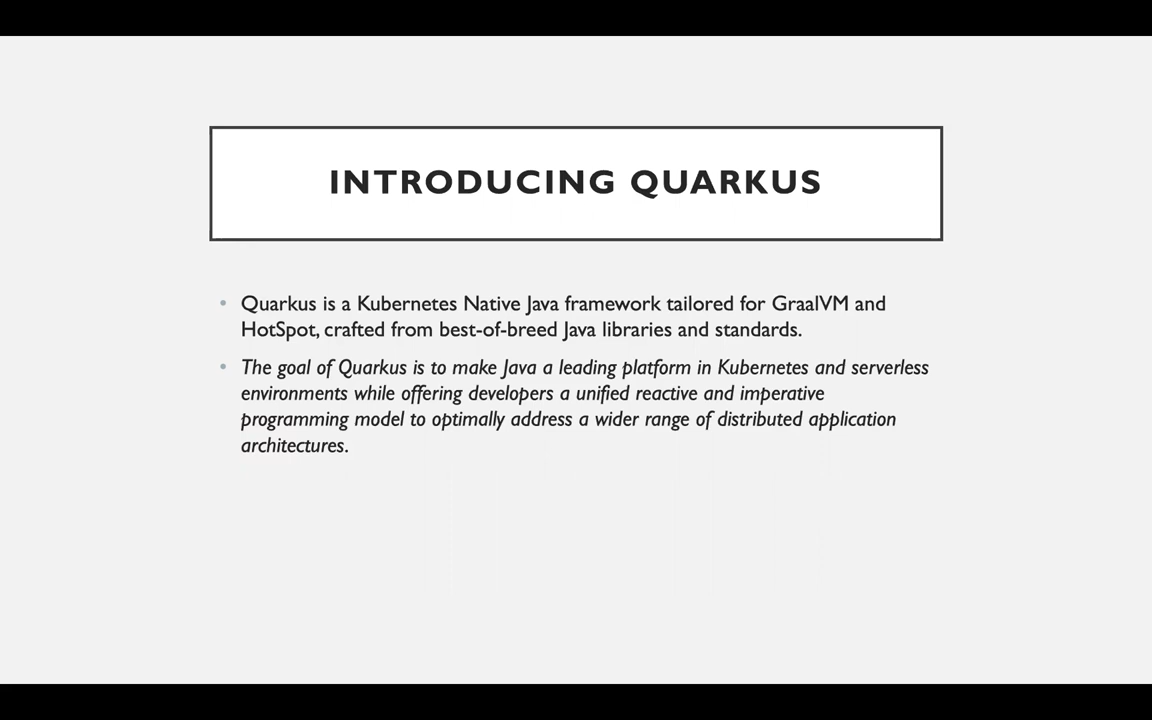 INTRODUCING QUARKUS
• Quarkus is a Kubernetes Native Java framework tailored for GraalVM and
HotSpot, crafted from best-of-breed Java libraries and standards.
• The goal of Quarkus is to make Java a leading platform in Kubernetes and serverless
environments while offering developers a unified reactive and imperative
programming model to optimally address a wider range of distributed application
architectures.